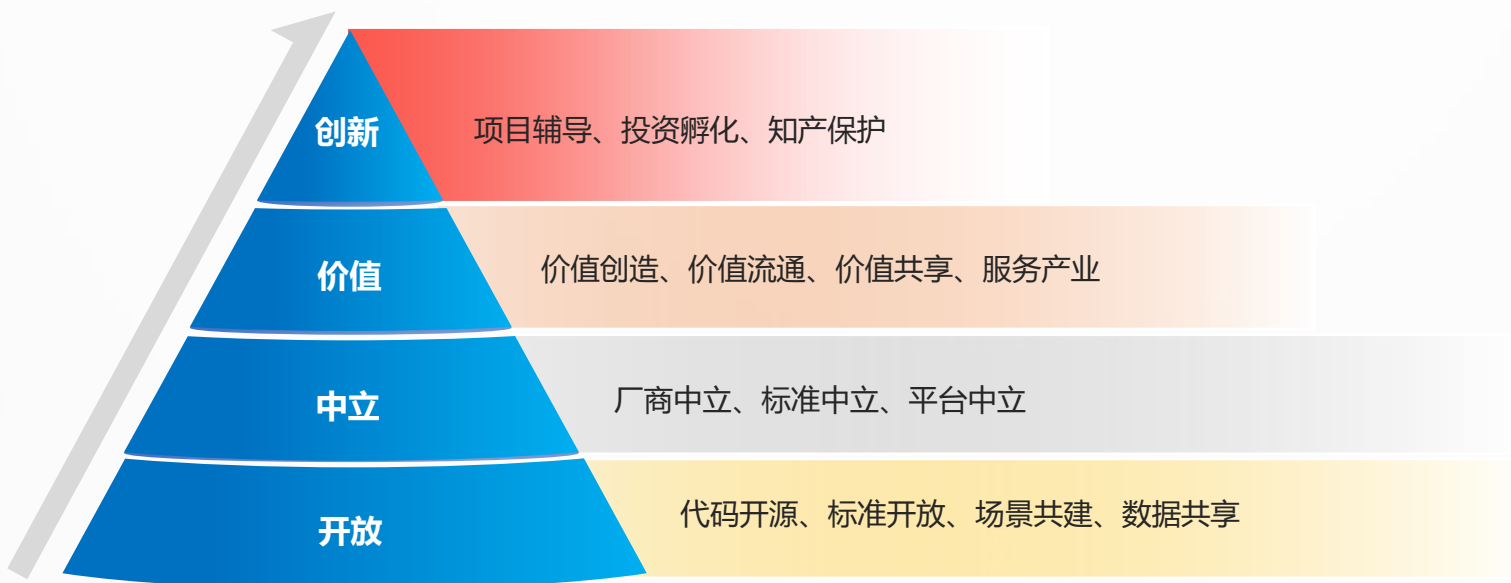 创新
项目辅导、投资孵化、知产保护
价值
价值创造、价值流通、价值共享、服务产业
中立
厂商中立、标准中立、平台中立
开放
代码开源、标准开放、场景共建、数据共享